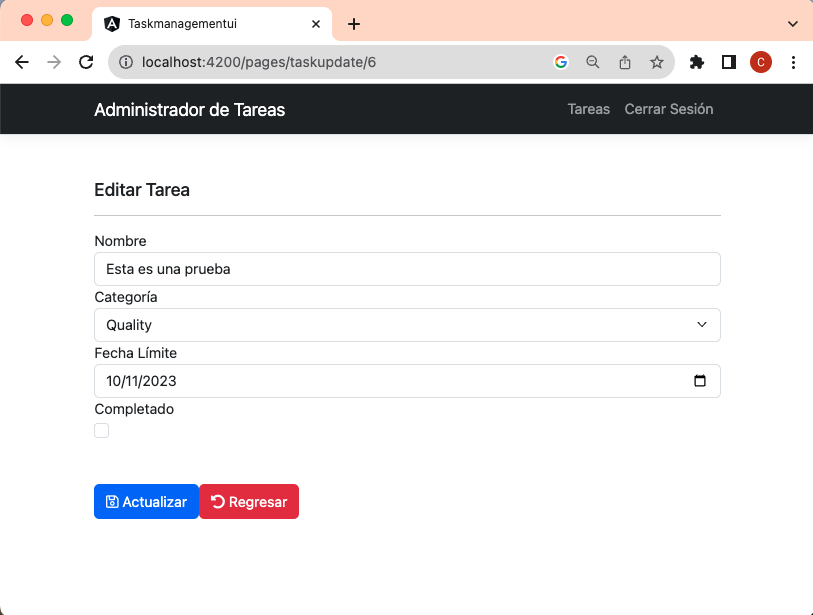 Taskmanagementui
localhost:4200/pages/taskupdate/6
C
Administrador de Tareas
Tareas
Cerrar Sesión
Editar Tarea
Nombre
Esta es una prueba
Categoría
Quality
Fecha Límite
10/11/2023
Completado
Actualizar
Regresar